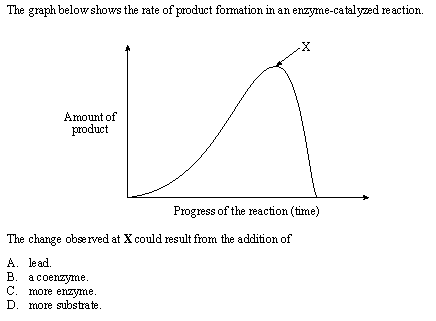 The graph below shows the rate of product formation in an enzyme-catalyzed reaction.
X
Amount of
product
Progress of the reaction (time)
The change observed at X could result from the addition of
A. lead.
B. a coenzyme.
C. more enzyme.
D. more substrate.